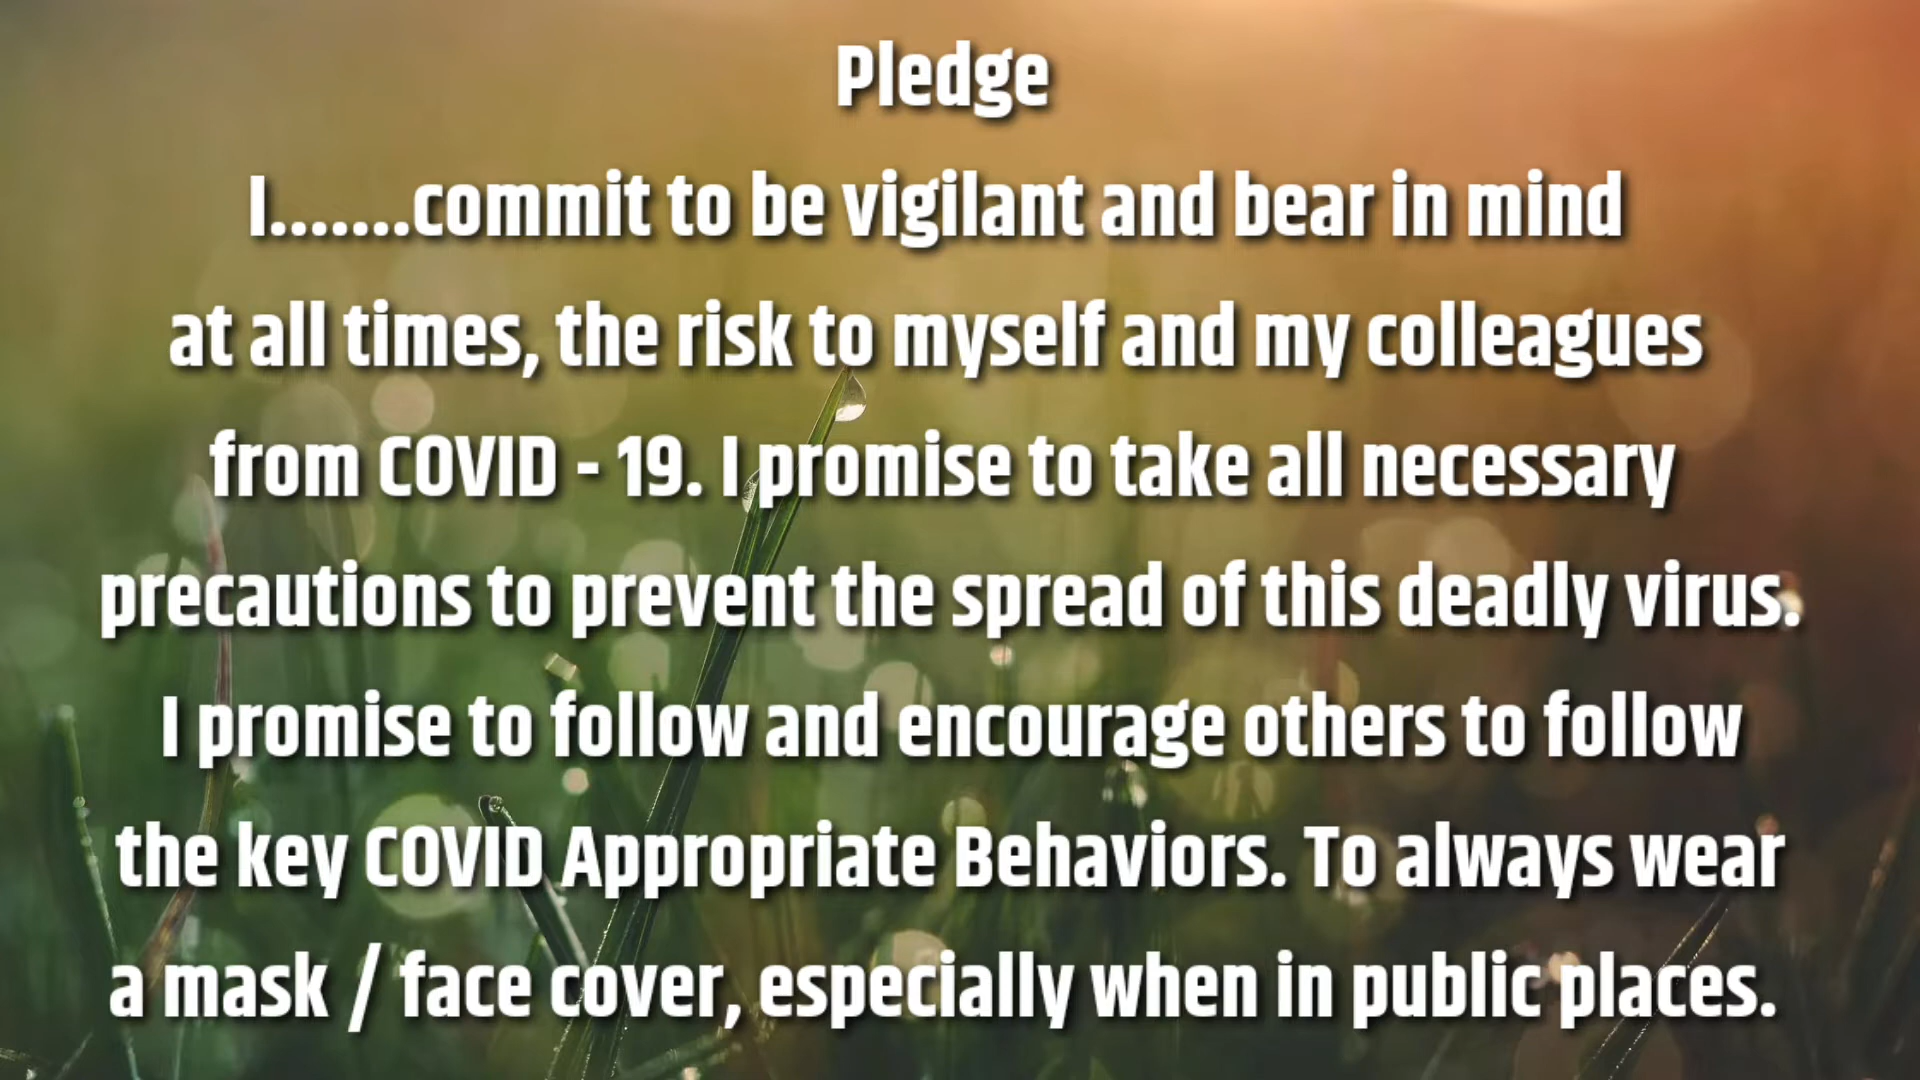 Pledge
I.......commit to be vigilant and bear in mind
at all times, the risk to myself and my colleagues
from COVID - 19. I promise to take all necessary
precautions to prevent the spread of this deadly virus.
I promise to follow and encourage others to follow
the key COVID Appropriate Behaviors. To always wear
a mask / face cover, especially when in public places.